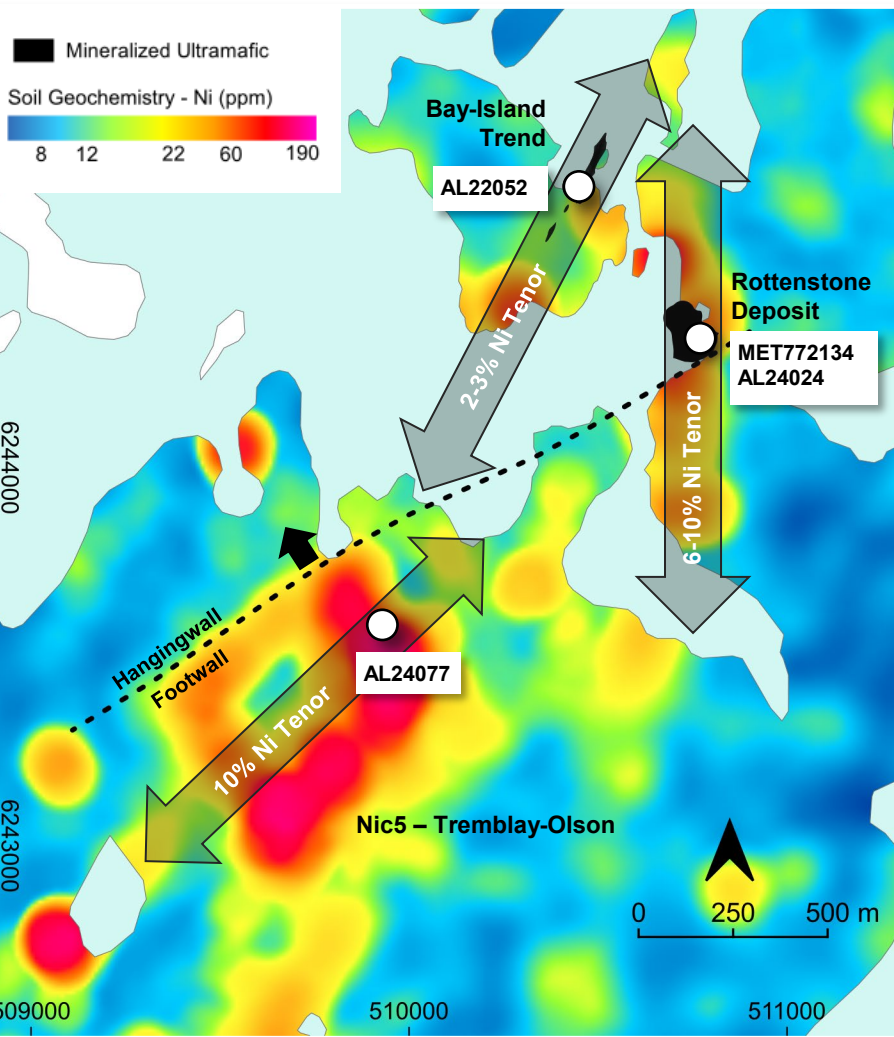 Mineralized Ultramafic
Soil Geochemistry - Ni (ppm)
8 12 22 60 190
Bay-Island
Trend
AL22052
2-3% Ni Tenor
Rottenstone
Deposit
MET772134
AL24024
6-10% Ni Tenor
6244000
Hangingwall
Footwall
AL24077
10% Ni Tenor
Nic5 – Tremblay-Olson
6243000
0 250 500 m
509000 510000 511000